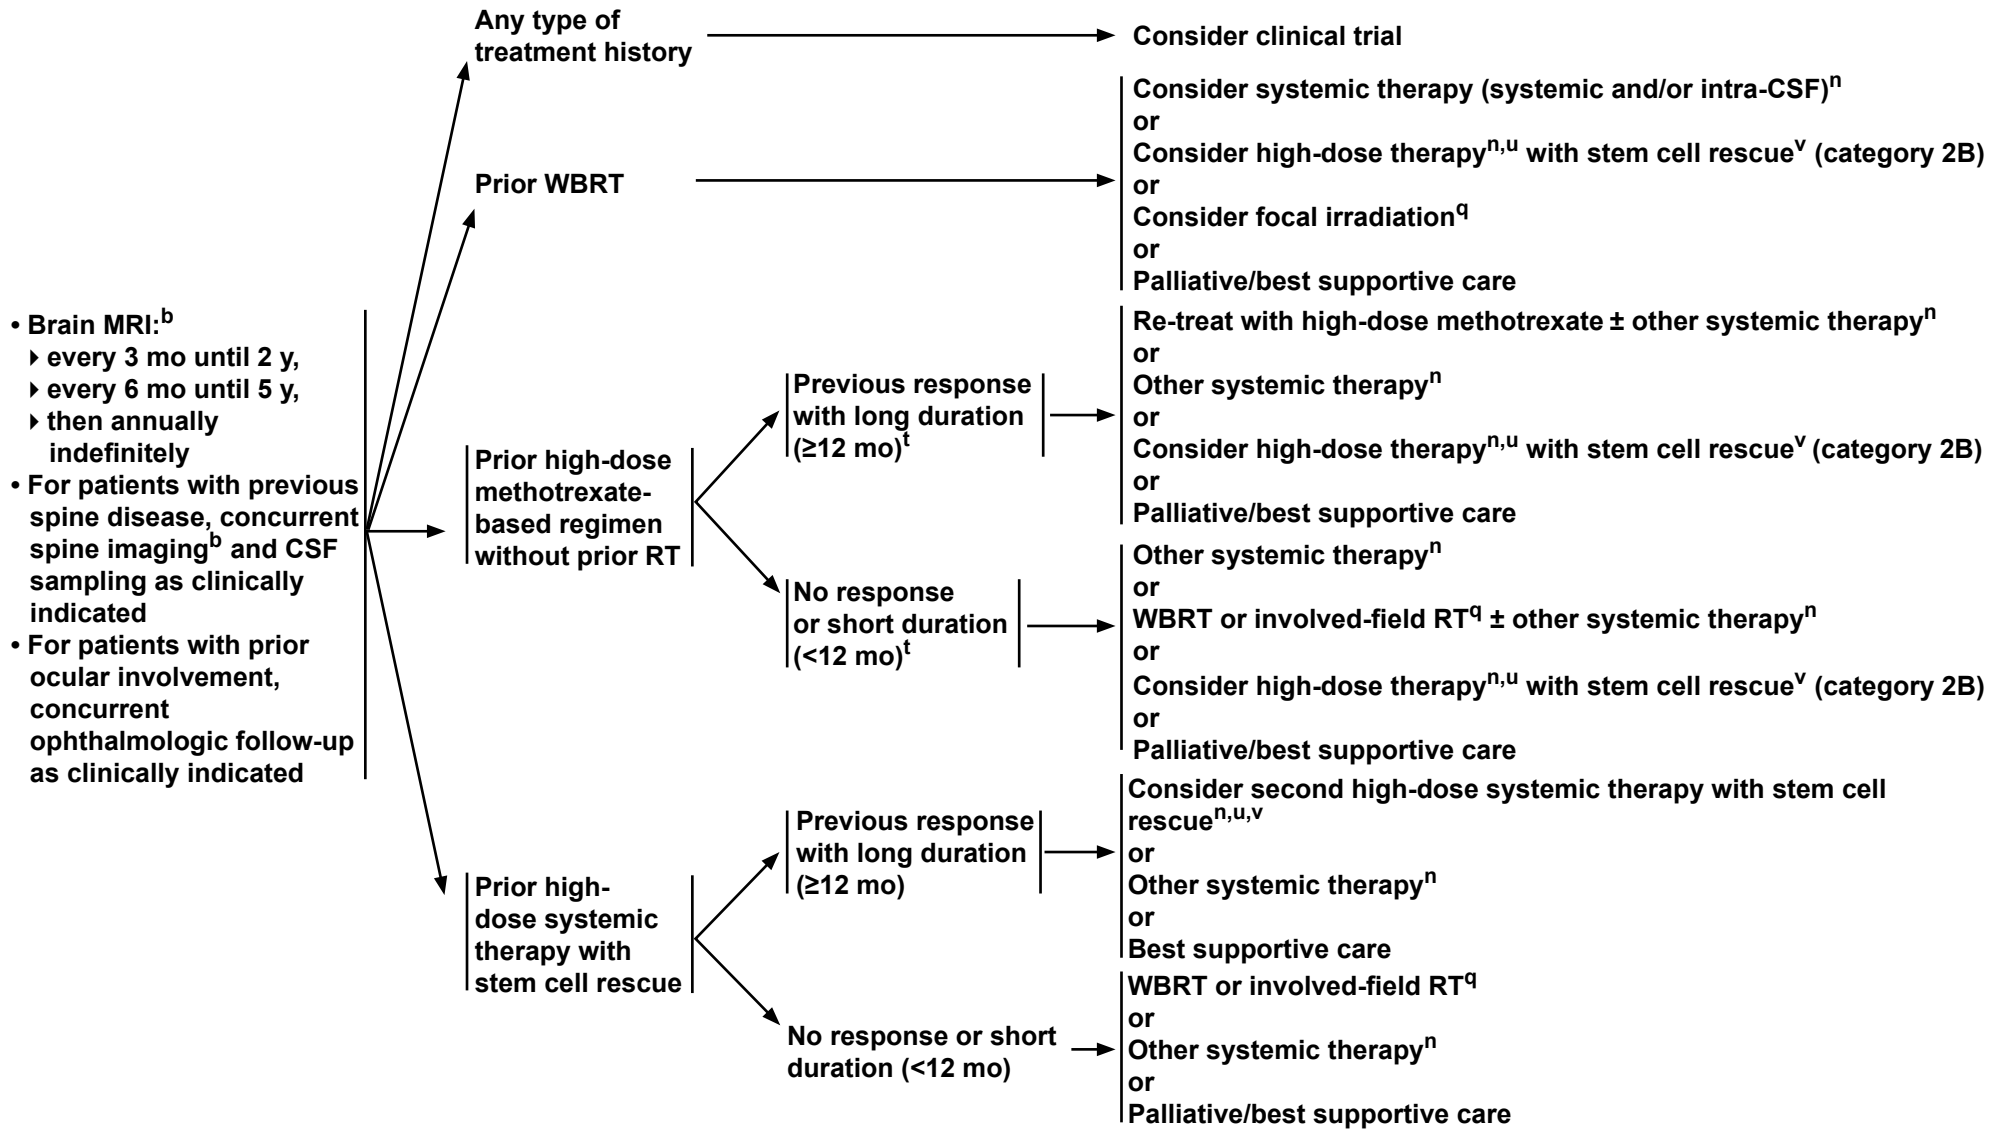 • Brain MRI:ᵇ
▸ every 3 mo until 2 y,
▸ every 6 mo until 5 y,
▸ then annually
indefinitely
• For patients with previous
spine disease, concurrent
spine imagingᵇ and CSF
sampling as clinically
indicated
• For patients with prior
ocular involvement,
concurrent
ophthalmologic follow-up
as clinically indicated
Any type of
treatment history
Consider clinical trial
Prior WBRT
Consider systemic therapy (systemic and/or intra-CSF)ⁿ
or
Consider high-dose therapyⁿ,ᵘ with stem cell rescueᵛ (category 2B)
or
Consider focal irradiation^q
or
Palliative/best supportive care
Prior high-dose
methotrexate-
based regimen
without prior RT
Previous response
with long duration
(≥12 mo)ᵗ
Re-treat with high-dose methotrexate ± other systemic therapyⁿ
or
Other systemic therapyⁿ
or
Consider high-dose therapyⁿ,ᵘ with stem cell rescueᵛ (category 2B)
or
Palliative/best supportive care
No response
or short duration
(<12 mo)ᵗ
Other systemic therapyⁿ
or
WBRT or involved-field RT^q ± other systemic therapyⁿ
or
Consider high-dose therapyⁿ,ᵘ with stem cell rescueᵛ (category 2B)
or
Palliative/best supportive care
Prior high-
dose systemic
therapy with
stem cell rescue
Previous response
with long duration
(≥12 mo)
Consider second high-dose systemic therapy with stem cell
rescueⁿ,ᵘ,ᵛ
or
Other systemic therapyⁿ
or
Best supportive care
No response or short
duration (<12 mo)
WBRT or involved-field RT^q
or
Other systemic therapyⁿ
or
Palliative/best supportive care